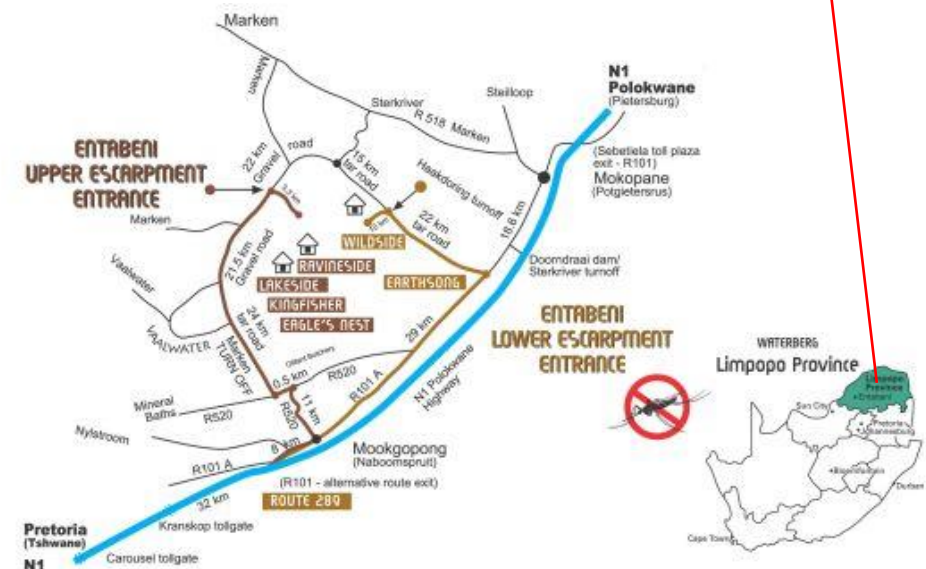 Marken
Marken
Sterkriver
R 518 Marken
Steilloop
N1
Polokwane
(Pietersburg)
(Sebetiela toll plaza
exit - R101)
Mokopane
(Potgietersrus)
ENTABENI
UPPER ESCARPMENT
ENTRANCE
22 km
Gravel road
15 km
tar road
Haakdoring turnoff
22 km
tar road
18.6 km
10 km
WILDSIDE
RAVINESIDE
LAKESIDE
KINGFISHER
EAGLE'S NEST
EARTHSONG
Doorndraai dam/
Sterkriver turnoff
Marken
Vaalwater
VAALWATER
21.5 km
Gravel road
24 km
tar road
Marken
TURN OFF
0.5 km
R520
29 km
R101 A
N1 Polokwane
Highway
ENTABENI
LOWER ESCARPMENT
ENTRANCE
Mineral
Baths
R520
R520
11 km
Nylstroom
R101 A
8 km
Mookgopong
(Naboomspruit)
(R101 - alternative route exit)
ROUTE 289
32 km
Kranskop tollgate
Pretoria
(Tshwane)
N1
Carousel tollgate
WATERBERG
Limpopo Province
Limpopo
Province
Entabeni
Sun City
Pretoria
Johannesburg
Bloemfontein
Durban
Cape Town